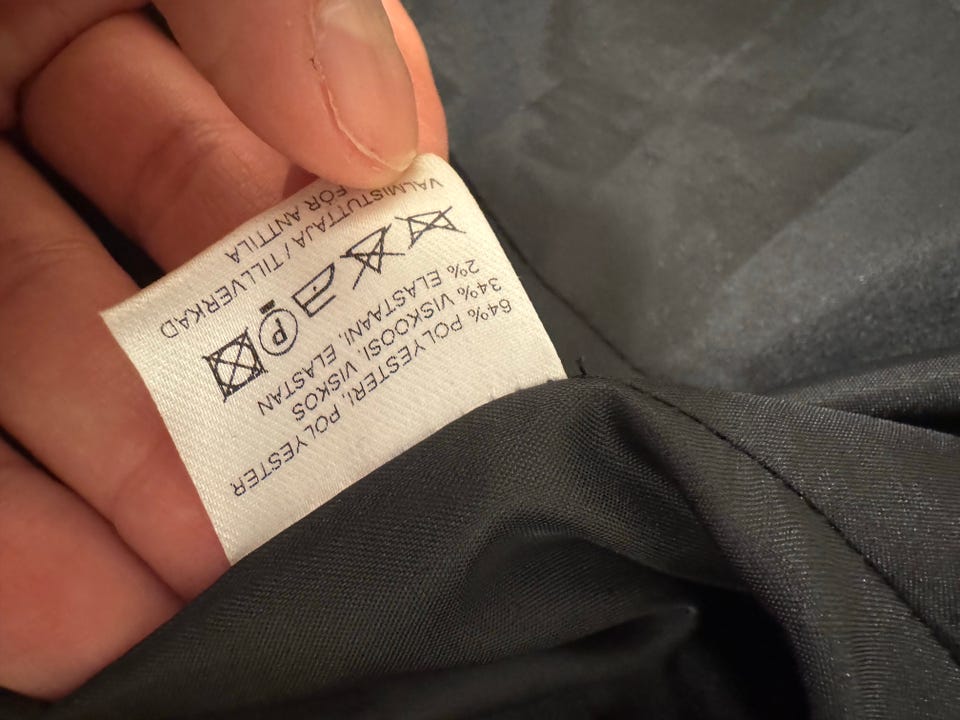 64% POLYESTERI, POLYESTER
34% VISKOOSI, VISKOS
2% ELASTAANI, ELASTAN
P
VALMISTUTTAJA / TILLVERKAD
FÖR ANTTILA